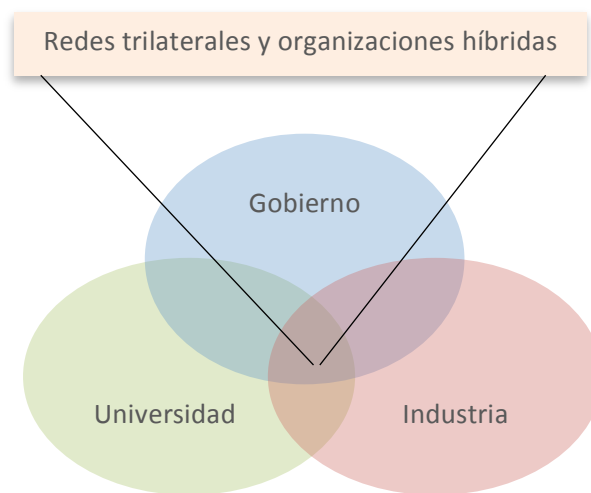 Redes trilaterales y organizaciones híbridas
Gobierno
Universidad
Industria